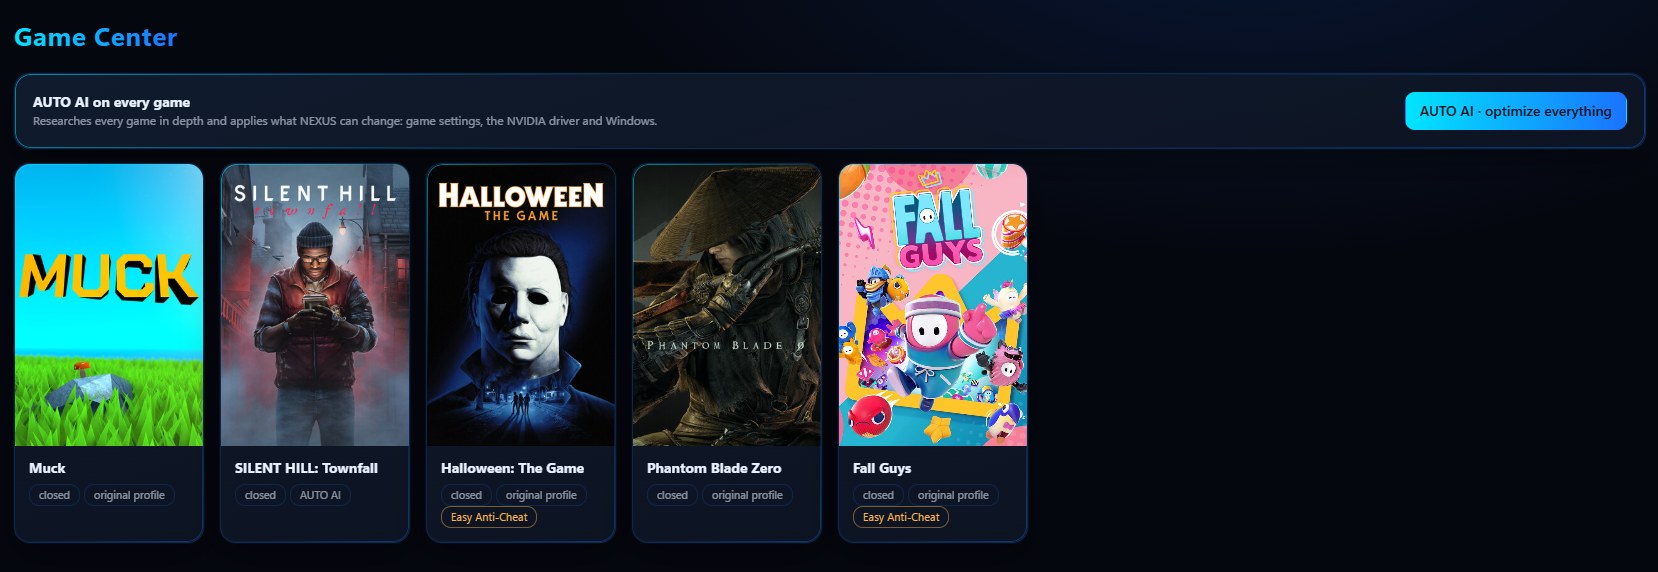 Game Center
AUTO AI on every game
Researches every game in depth and applies what NEXUS can change: game settings, the NVIDIA driver and Windows.
AUTO AI · optimize everything
MUCK
SILENT HILL
townfall
HALLOWEEN
THE GAME
PHANTOM BLADE 0
FALL
GUYS
Muck
closed
original profile
SILENT HILL: Townfall
closed
AUTO AI
Halloween: The Game
closed
original profile
Easy Anti-Cheat
Phantom Blade Zero
closed
original profile
Fall Guys
closed
original profile
Easy Anti-Cheat